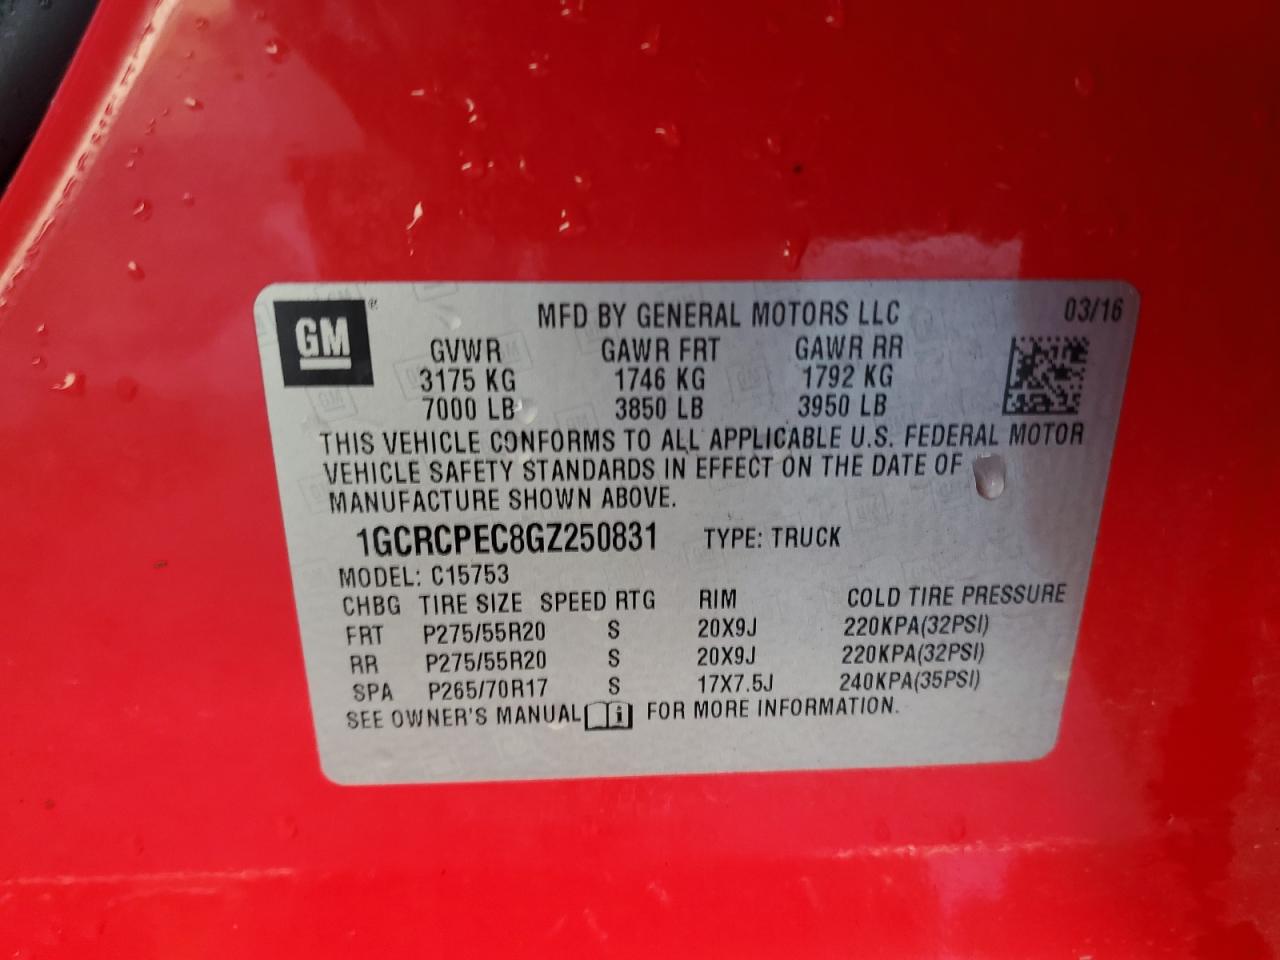 GM® MFD BY GENERAL MOTORS LLC 03/16
GVWR GAWR FRT GAWR RR
3175 KG 1746 KG 1792 KG
7000 LB 3850 LB 3950 LB
THIS VEHICLE CONFORMS TO ALL APPLICABLE U.S. FEDERAL MOTOR
VEHICLE SAFETY STANDARDS IN EFFECT ON THE DATE OF
MANUFACTURE SHOWN ABOVE.
1GCRCPEC8GZ250831 TYPE: TRUCK
MODEL: C15753
CHBG TIRE SIZE SPEED RTG RIM COLD TIRE PRESSURE
FRT P275/55R20 S 20X9J 220KPA(32PSI)
RR P275/55R20 S 20X9J 220KPA(32PSI)
SPA P265/70R17 S 17X7.5J 240KPA(35PSI)
SEE OWNER'S MANUAL i FOR MORE INFORMATION.